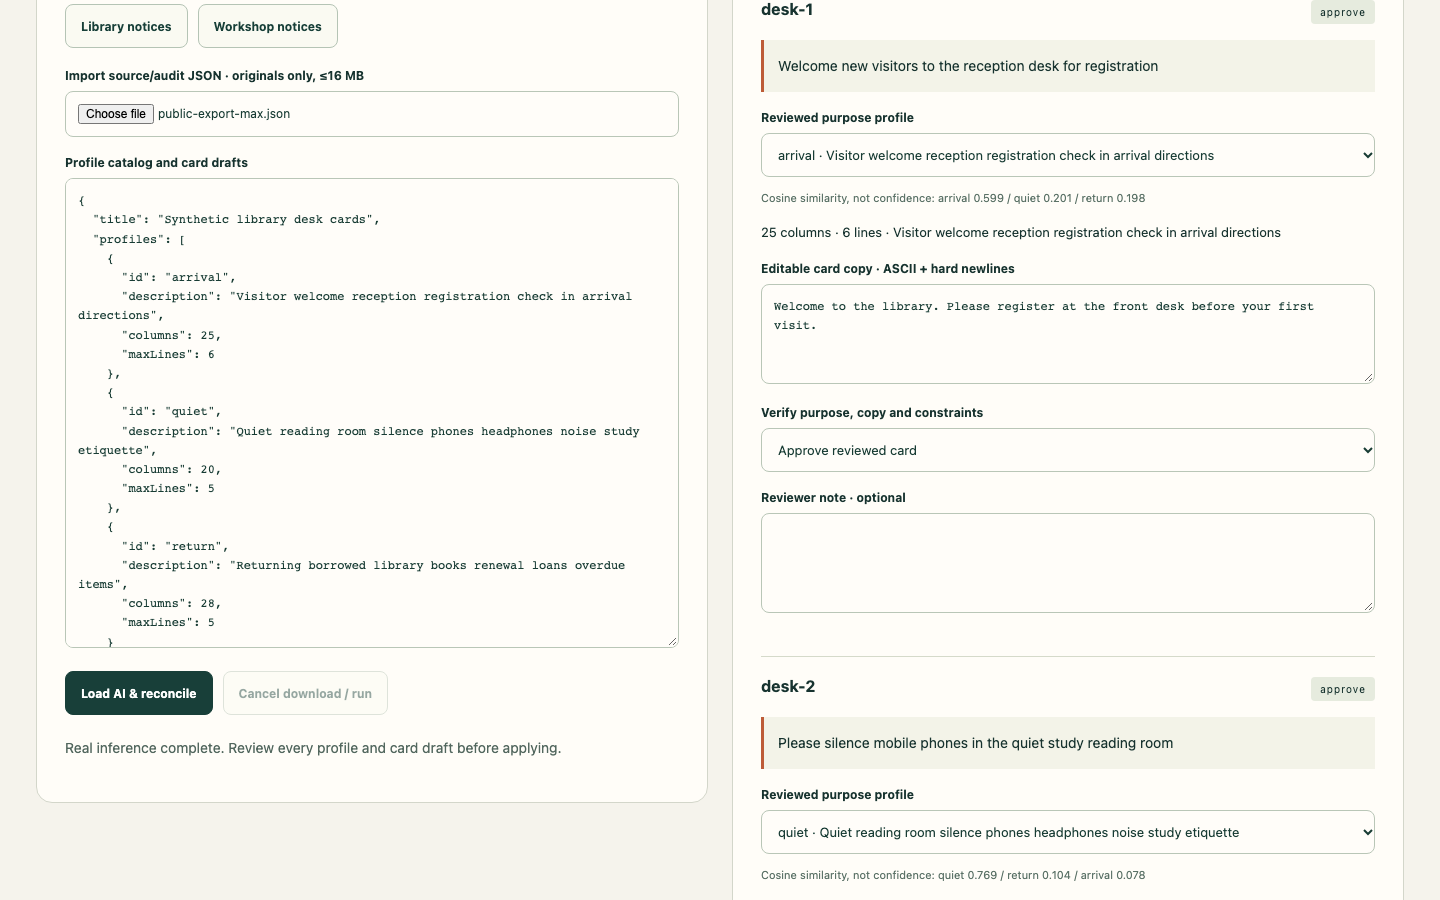 Library notices
Workshop notices
Import source/audit JSON · originals only, ≤16 MB
Choose file public-export-max.json
Profile catalog and card drafts
{
  "title": "Synthetic library desk cards",
  "profiles": [
    {
      "id": "arrival",
      "description": "Visitor welcome reception registration check in arrival
directions",
      "columns": 25,
      "maxLines": 6
    },
    {
      "id": "quiet",
      "description": "Quiet reading room silence phones headphones noise study
etiquette",
      "columns": 20,
      "maxLines": 5
    },
    {
      "id": "return",
      "description": "Returning borrowed library books renewal loans overdue
items",
      "columns": 28,
      "maxLines": 5
    }
Load AI & reconcile
Cancel download / run
Real inference complete. Review every profile and card draft before applying.
desk-1
approve
Welcome new visitors to the reception desk for registration
Reviewed purpose profile
arrival · Visitor welcome reception registration check in arrival directions
Cosine similarity, not confidence: arrival 0.599 / quiet 0.201 / return 0.198
25 columns · 6 lines · Visitor welcome reception registration check in arrival directions
Editable card copy · ASCII + hard newlines
Welcome to the library. Please register at the front desk before your first
visit.
Verify purpose, copy and constraints
Approve reviewed card
Reviewer note · optional
desk-2
approve
Please silence mobile phones in the quiet study reading room
Reviewed purpose profile
quiet · Quiet reading room silence phones headphones noise study etiquette
Cosine similarity, not confidence: quiet 0.769 / return 0.104 / arrival 0.078